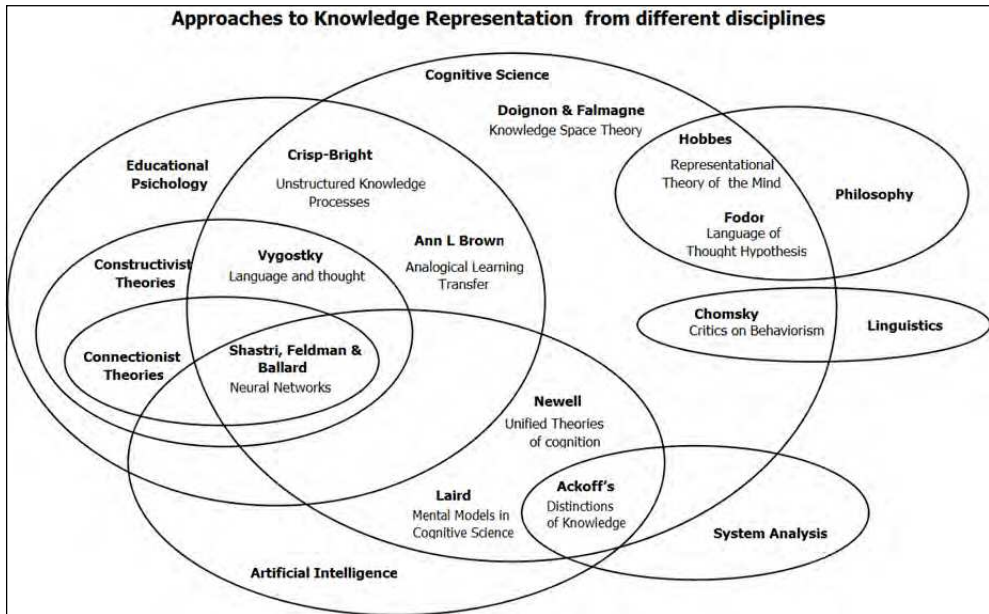 Approaches to Knowledge Representation from different disciplines
Cognitive Science
Doignon & Falmagne
Knowledge Space Theory
Hobbes
Representational
Theory of the Mind
Philosophy
Fodor
Language of
Thought Hypothesis
Educational
Psichology
Crisp-Bright
Unstructured Knowledge
Processes
Ann L Brown
Analogical Learning
Transfer
Constructivist
Theories
Vygostky
Language and thought
Chomsky
Critics on Behaviorism
Linguistics
Connectionist
Theories
Shastri, Feldman &
Ballard
Neural Networks
Newell
Unified Theories
of cognition
Laird
Mental Models in
Cognitive Science
Ackoff's
Distinctions
of Knowledge
System Analysis
Artificial Intelligence